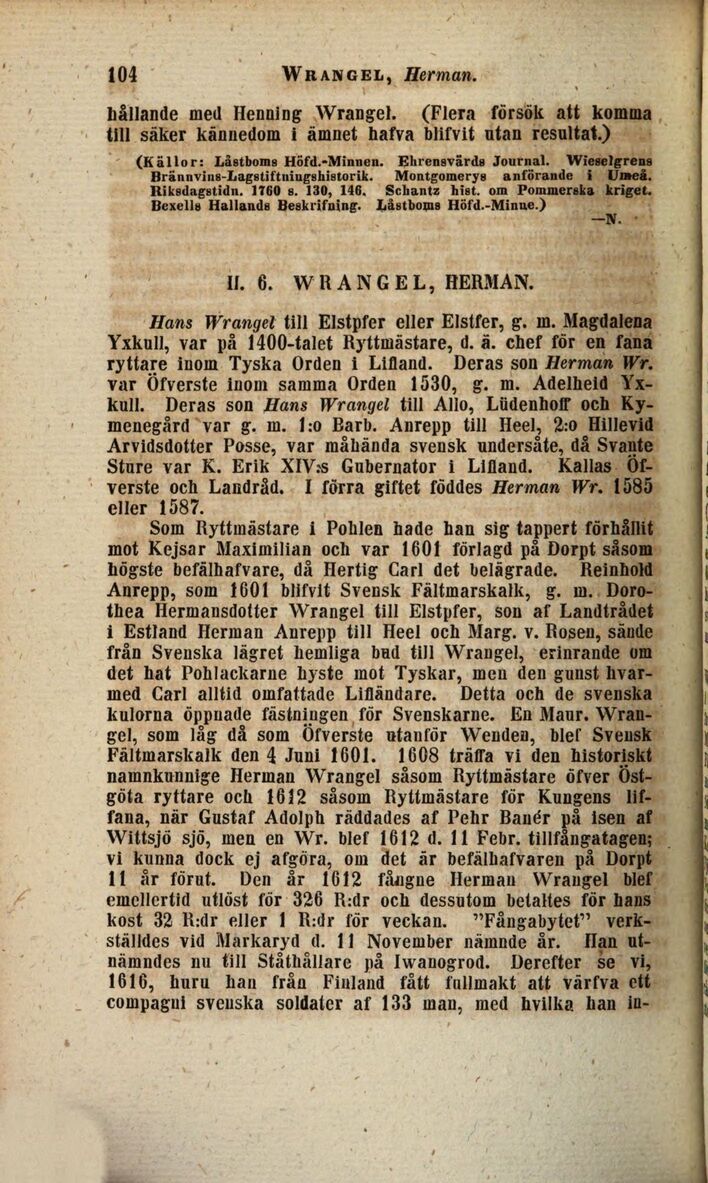 104 WRANGEL, Herman.
hållande med Henning Wrangel. (Flera försök att komma
till säker kännedom i ämnet hafva blifvit utan resultat.)
(Källor: Låstboms Höfd.-Minnen. Ehrensvärds Journal. Wieselgrens
Brännvins-Lagstiftningshistorik. Montgomerys anförande i Umeå.
Riksdagstidn. 1760 s. 130, 146. Schantz hist. om Pommerska kriget.
Bexells Hallands Beskrifning. Låstboms Höfd.-Minne.)
—N.
II. 6. WRANGEL, HERMAN.
Hans Wrangel till Elstpfer eller Elstfer, g. m. Magdalena
Yxkull, var på 1400-talet Ryttmästare, d. ä. chef för en fana
ryttare inom Tyska Orden i Lifland. Deras son Herman Wr.
var Öfverste inom samma Orden 1530, g. m. Adelheid Yx-
kull. Deras son Hans Wrangel till Allo, Lüdenhoff och Ky-
menegård var g. m. 1:o Barb. Anrepp till Heel, 2:o Hillevid
Arvidsdotter Posse, var måhända svensk undersåte, då Svante
Sture var K. Erik XIV:s Gubernator i Lifland. Kallas Öf-
verste och Landråd. I förra giftet föddes Herman Wr. 1585
eller 1587.
Som Ryttmästare i Pohlen hade han sig tappert förhållit
mot Kejsar Maximilian och var 1601 förlagd på Dorpt såsom
högste befälhafvare, då Hertig Carl det belägrade. Reinhold
Anrepp, som 1601 blifvit Svensk Fältmarskalk, g. m. Doro-
thea Hermansdotter Wrangel till Elstpfer, son af Landtrådet
i Estland Herman Anrepp till Heel och Marg. v. Rosen, sände
från Svenska lägret hemliga bud till Wrangel, erinrande om
det hat Pohlackarne hyste mot Tyskar, men den gunst hvar-
med Carl alltid omfattade Lifländare. Detta och de svenska
kulorna öppnade fästningen för Svenskarne. En Maur. Wran-
gel, som låg då som Öfverste utanför Wenden, blef Svensk
Fältmarskalk den 4 Juni 1601. 1608 träffa vi den historiskt
namnkunnige Herman Wrangel såsom Ryttmästare öfver Öst-
göta ryttare och 1612 såsom Ryttmästare för Kungens lif-
fana, när Gustaf Adolph räddades af Pehr Banér på isen af
Wittsjö sjö, men en Wr. blef 1612 d. 11 Febr. tillfångatagen;
vi kunna dock ej afgöra, om det är befälhafvaren på Dorpt
11 år förut. Den år 1612 fångne Herman Wrangel blef
emellertid utlöst för 326 R:dr och dessutom betaltes för hans
kost 32 R:dr eller 1 R:dr för veckan. ”Fångabytet” verk-
ställdes vid Markaryd d. 11 November nämnde år. Han ut-
nämndes nu till Ståthållare på Iwanogrod. Derefter se vi,
1616, huru han från Finland fått fullmakt att värfva ett
compagni svenska soldater af 133 man, med hvilka han in-